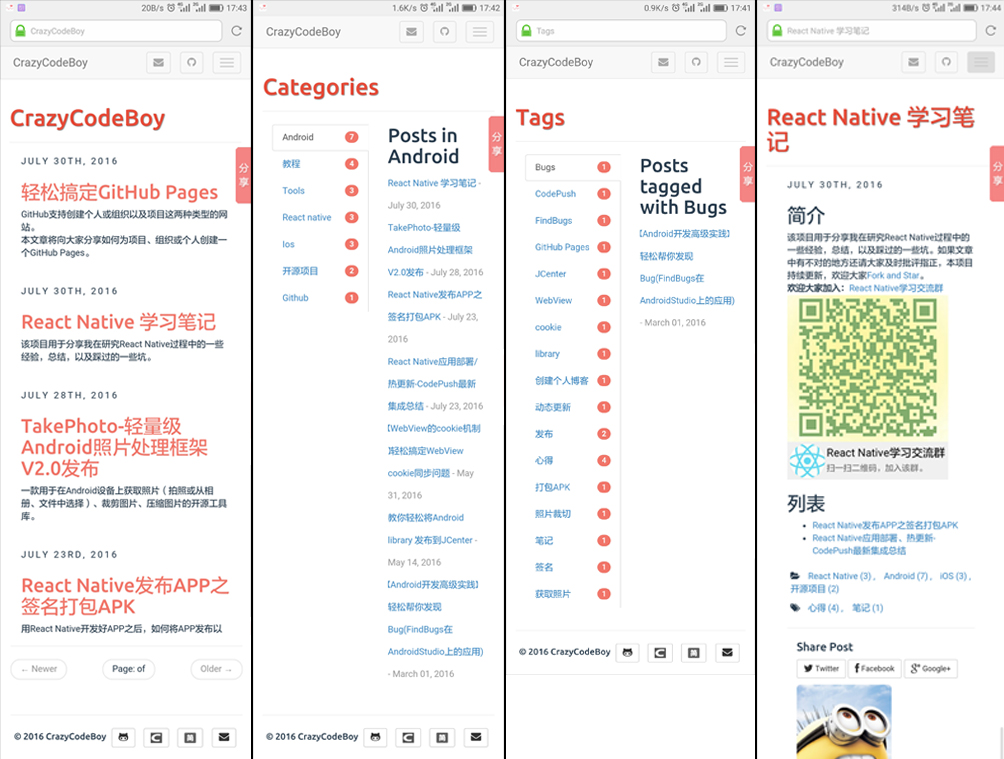 20B/s 17:43
CrazyCodeBoy
CrazyCodeBoy
CrazyCodeBoy
分享
JULY 30TH, 2016
轻松搞定GitHub Pages
GitHub支持创建个人或组织以及项目这两种类型的网
站。
本文章将向大家分享如何为项目、组织或个人创建一
个GitHub Pages。
JULY 30TH, 2016
React Native 学习笔记
该项目用于分享我在研究React Native过程中的一些
经验，总结，以及踩过的一些坑。
JULY 28TH, 2016
TakePhoto-轻量级
Android照片处理框架
V2.0发布
一款用于在Android设备上获取照片（拍照或从相
册、文件中选择）、裁剪图片、压缩图片的开源工具
库。
JULY 23RD, 2016
React Native发布APP之
签名打包APK
用React Native开发好APP之后，如何将APP发布以
← Newer
Page: of
Older →
© 2016 CrazyCodeBoy
1.6K/s 17:42
CrazyCodeBoy
Categories
分享
Android 7
教程 4
Tools 3
React native 3
Ios 3
开源项目 2
Github 1
Posts in
Android
React Native 学习笔记 -
July 30, 2016
TakePhoto-轻量级
Android照片处理框架
V2.0发布 - July 28, 2016
React Native发布APP之
签名打包APK - July 23,
2016
React Native应用部署/
热更新-CodePush最新
集成总结 - July 23, 2016
【WebView的cookie机制
】轻松搞定WebView
cookie同步问题 - May
31, 2016
教你轻松将Android
library 发布到JCenter -
May 14, 2016
【Android开发高级实践】
轻松帮你发现
Bug(FindBugs在
AndroidStudio上的应用)
- March 01, 2016
© 2016 CrazyCodeBoy
0.9K/s 17:41
Tags
CrazyCodeBoy
Tags
分享
Bugs 1
CodePush 1
FindBugs 1
GitHub Pages 1
JCenter 1
WebView 1
cookie 1
library 1
创建个人博客 1
动态更新 1
发布 2
心得 4
打包APK 1
照片裁切 1
笔记 1
签名 1
获取照片 1
Posts
tagged
with Bugs
【Android开发高级实践】
轻松帮你发现
Bug(FindBugs在
AndroidStudio上的应用)
- March 01, 2016
© 2016 CrazyCodeBoy
314B/s 17:44
React Native 学习笔记
CrazyCodeBoy
React Native 学习笔
记
分享
JULY 30TH, 2016
简介
该项目用于分享我在研究React Native过程中的
一些经验，总结，以及踩过的一些坑。如果文章
中有不对的地方还请大家及时批评指正，本项目
持续更新，欢迎大家Fork and Star。
欢迎大家加入：React Native学习交流群
React Native学习交流群
扫一扫二维码，加入该群。
列表
React Native发布APP之签名打包APK
React Native应用部署、热更新-
CodePush最新集成总结
React Native (3) , Android (7) , iOS (3) ,
开源项目 (2)
心得 (4) , 笔记 (1)
Share Post
Twitter
Facebook
Google+